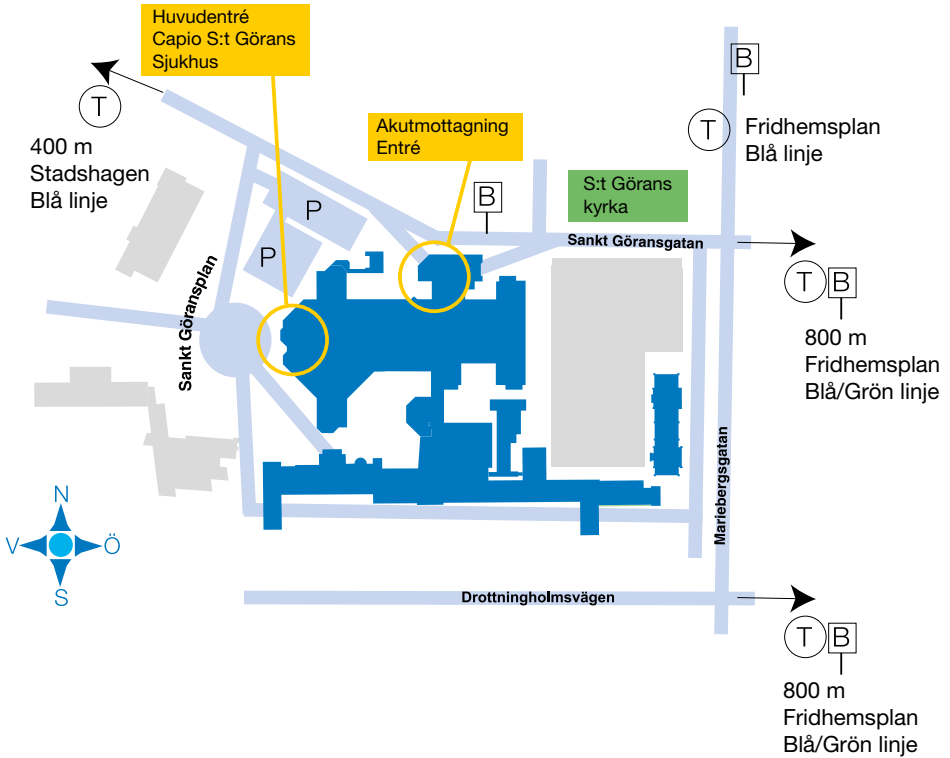 Huvudentré
Capio S:t Görans
Sjukhus
B
T
400 m
Stadshagen
Blå linje
Akutmottagning
Entré
T
Fridhemsplan
Blå linje
P
P
B
S:t Görans
kyrka
Sankt Göransgatan
Sankt Göransplan
T
B
800 m
Fridhemsplan
Blå/Grön linje
Mariebergsgatan
N
V
Ö
S
Drottningholmsvägen
T
B
800 m
Fridhemsplan
Blå/Grön linje